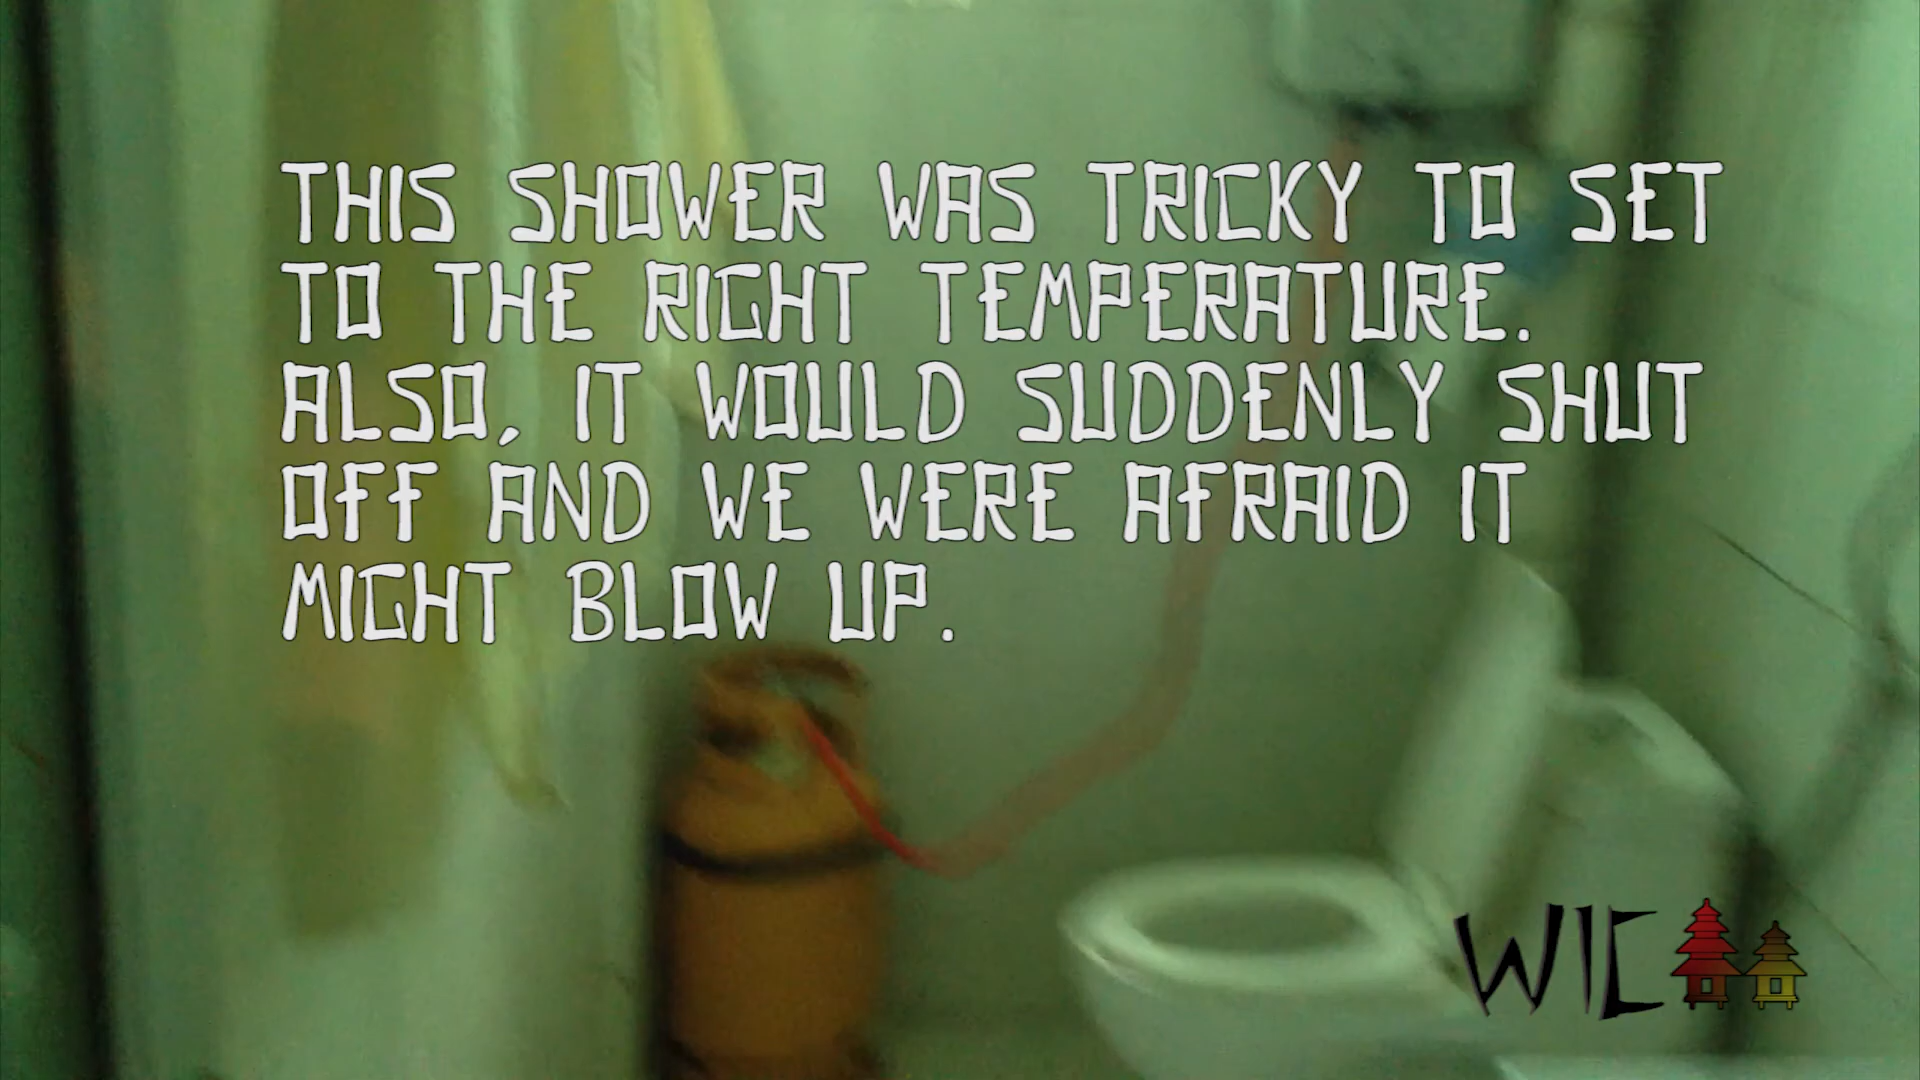 THIS SHOWER WAS TRICKY TO SET
TO THE RIGHT TEMPERATURE.
ALSO, IT WOULD SUDDENLY SHUT
OFF AND WE WERE AFRAID IT
MIGHT BLOW UP.
WIC